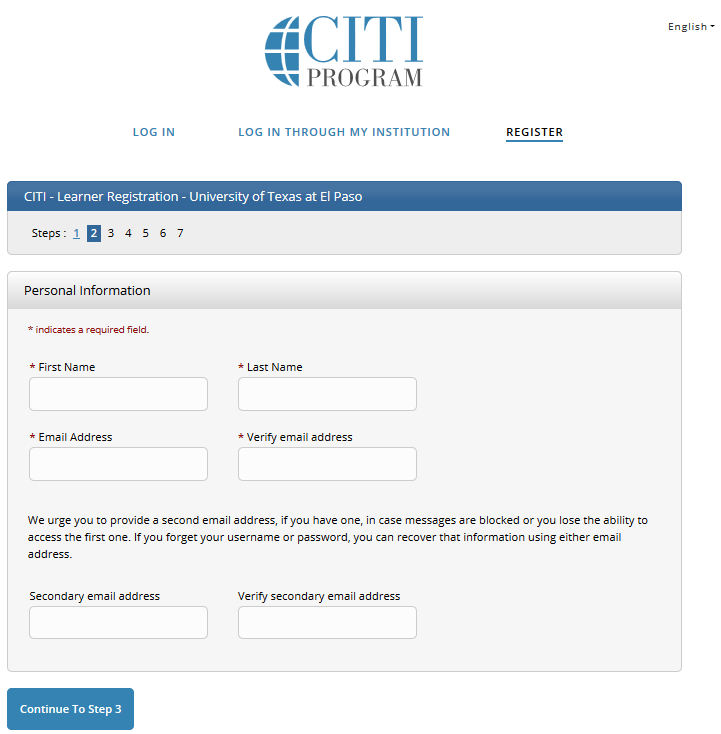 English
CITI
PROGRAM
LOG IN LOG IN THROUGH MY INSTITUTION REGISTER
CITI - Learner Registration - University of Texas at El Paso
Steps : 1 2 3 4 5 6 7
Personal Information
* indicates a required field.
* First Name * Last Name
* Email Address * Verify email address
We urge you to provide a second email address, if you have one, in case messages are blocked or you lose the ability to
access the first one. If you forget your username or password, you can recover that information using either email
address.
Secondary email address Verify secondary email address
Continue To Step 3